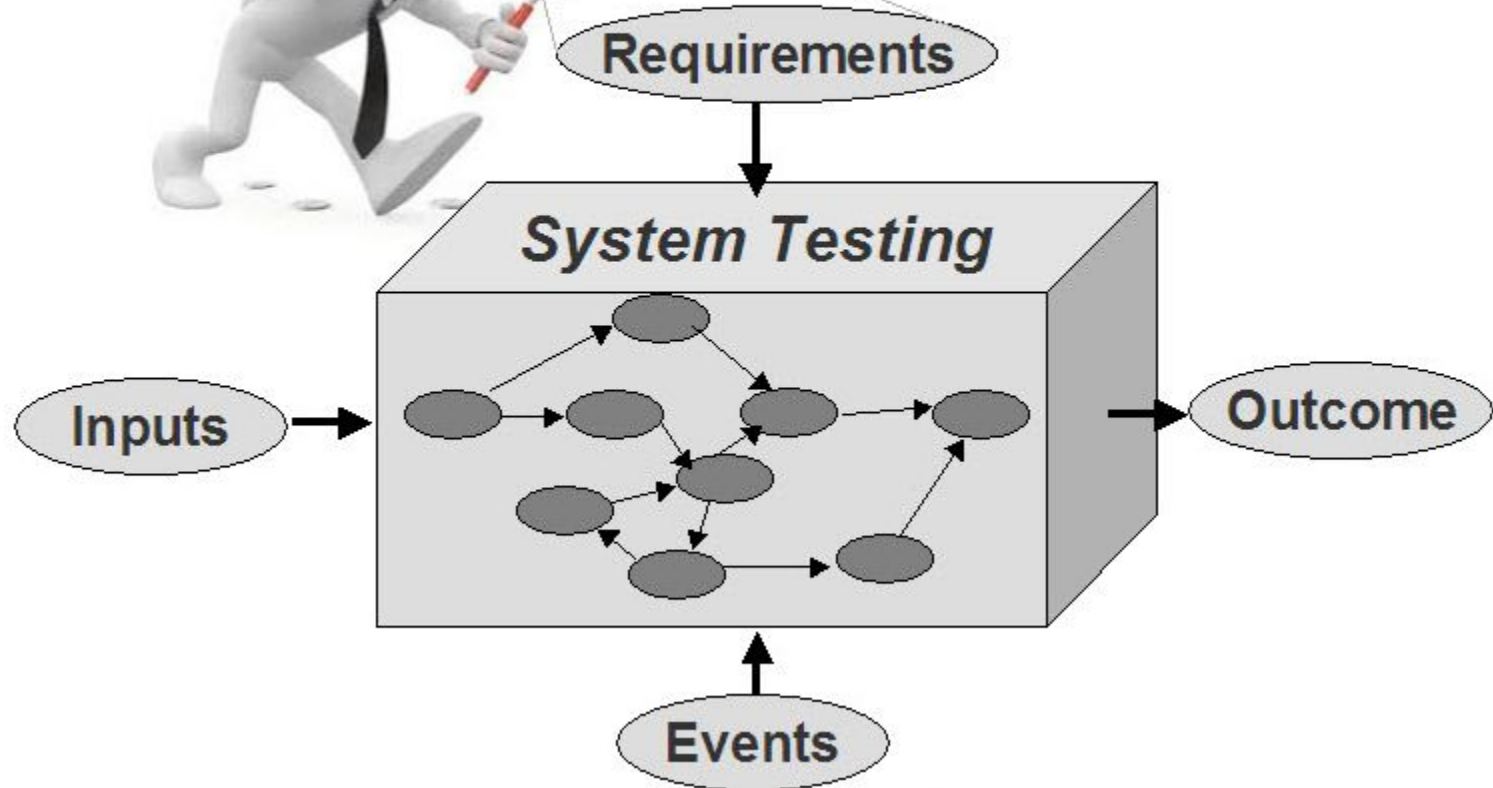 Requirements
System Testing
Inputs
Outcome
Events